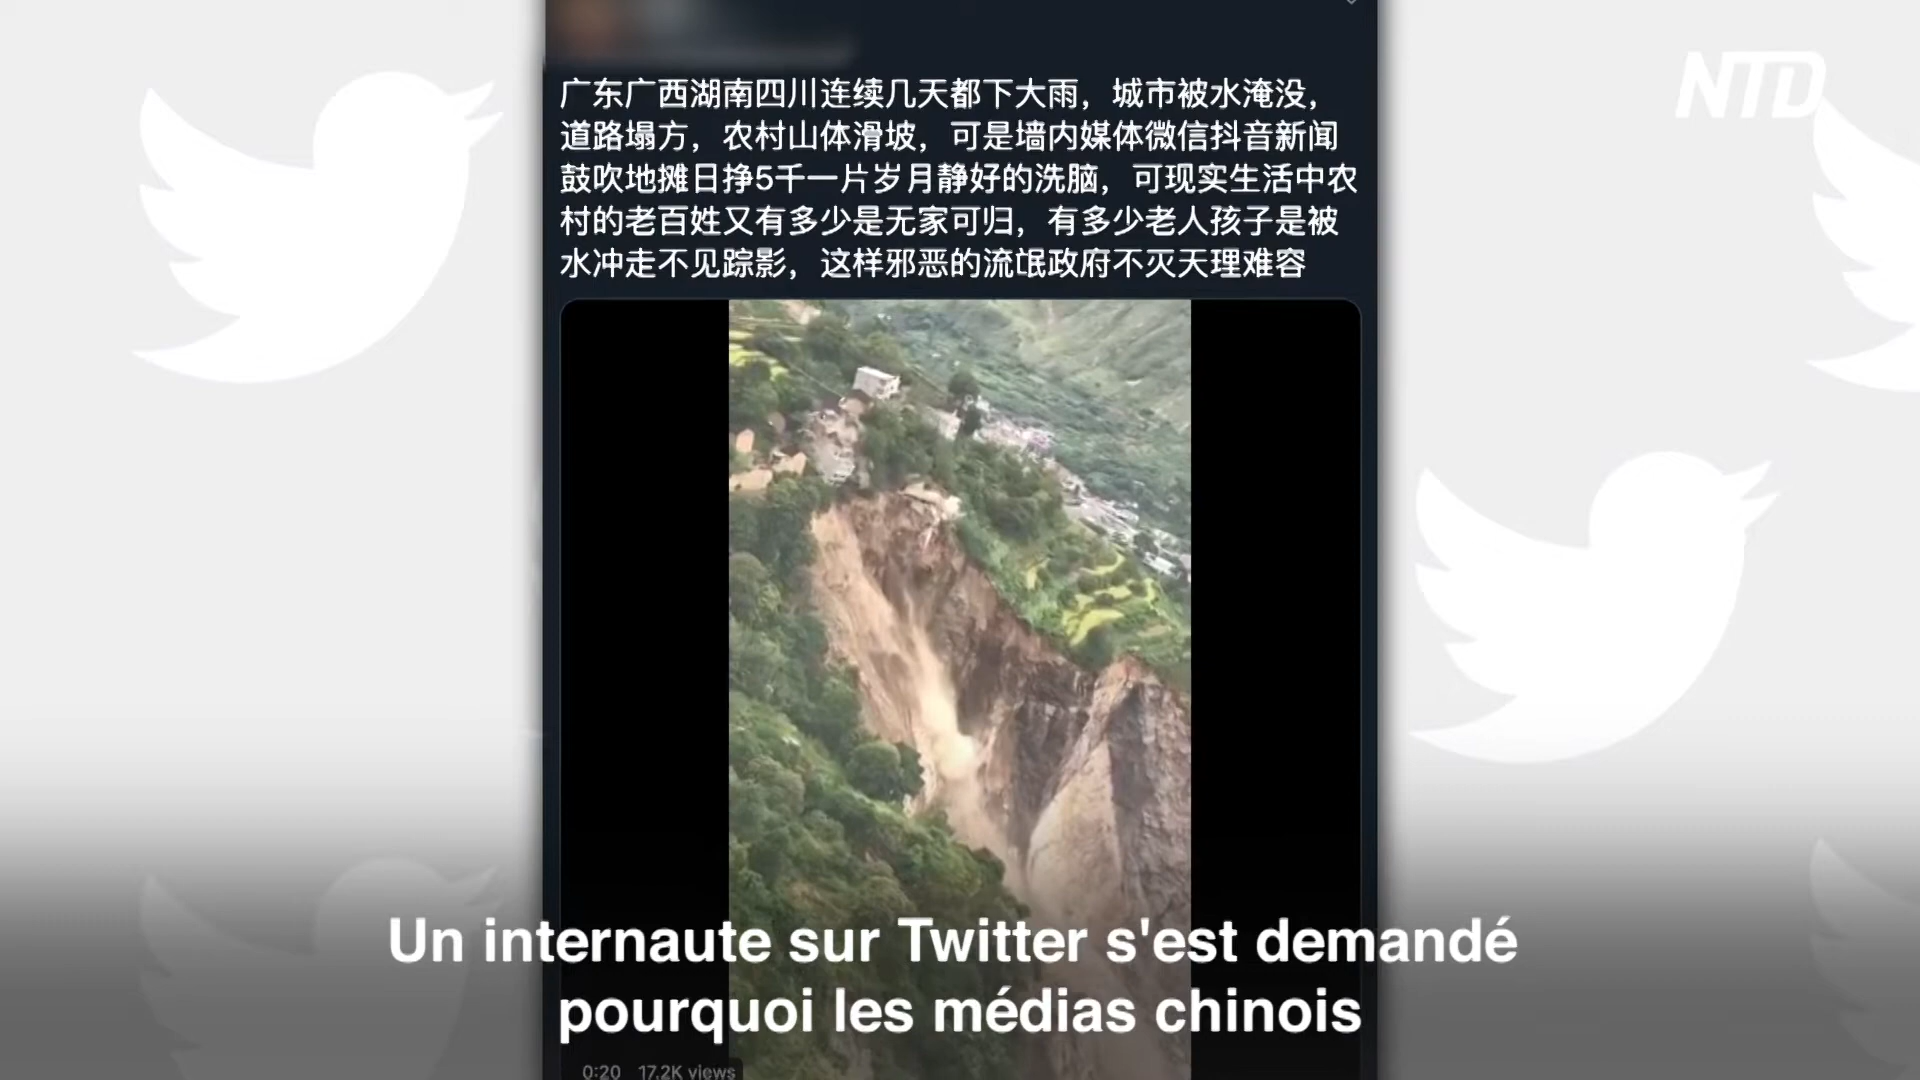 NTD
广东广西湖南四川连续几天都下大雨，城市被水淹没，
道路塌方，农村山体滑坡，可是墙内媒体微信抖音新闻
鼓吹地摊日挣5千一片岁月静好的洗脑，可现实生活中农
村的老百姓又有多少是无家可归，有多少老人孩子是被
水冲走不见踪影，这样邪恶的流氓政府不灭天理难容
Un internaute sur Twitter s'est demandé
pourquoi les médias chinois
0:20 17.2K views